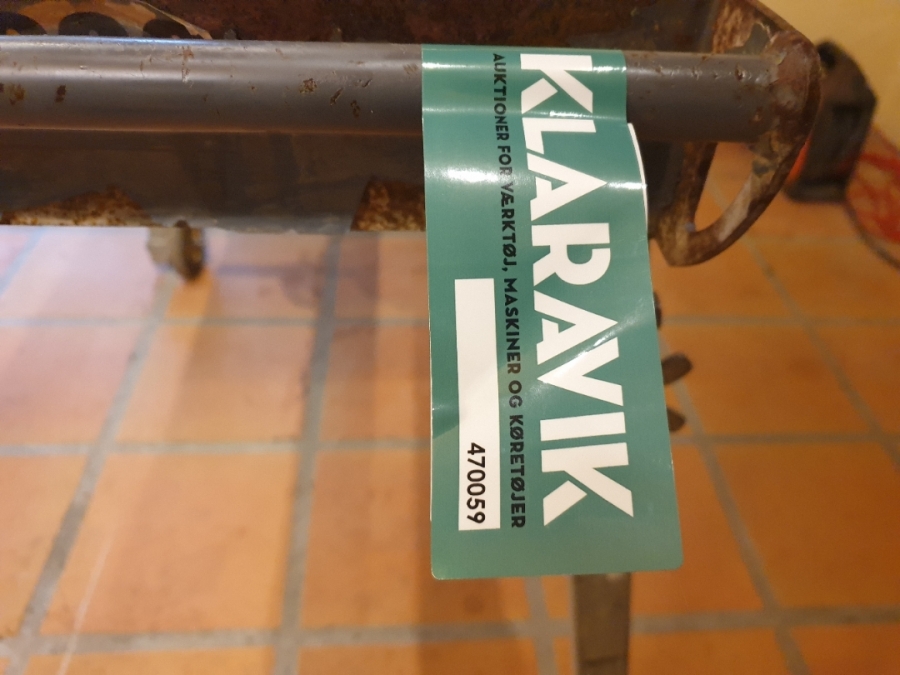 KLARAVIK
AUKTIONER FOR VÆRKTØJ, MASKINER OG KØRETØJER
470059